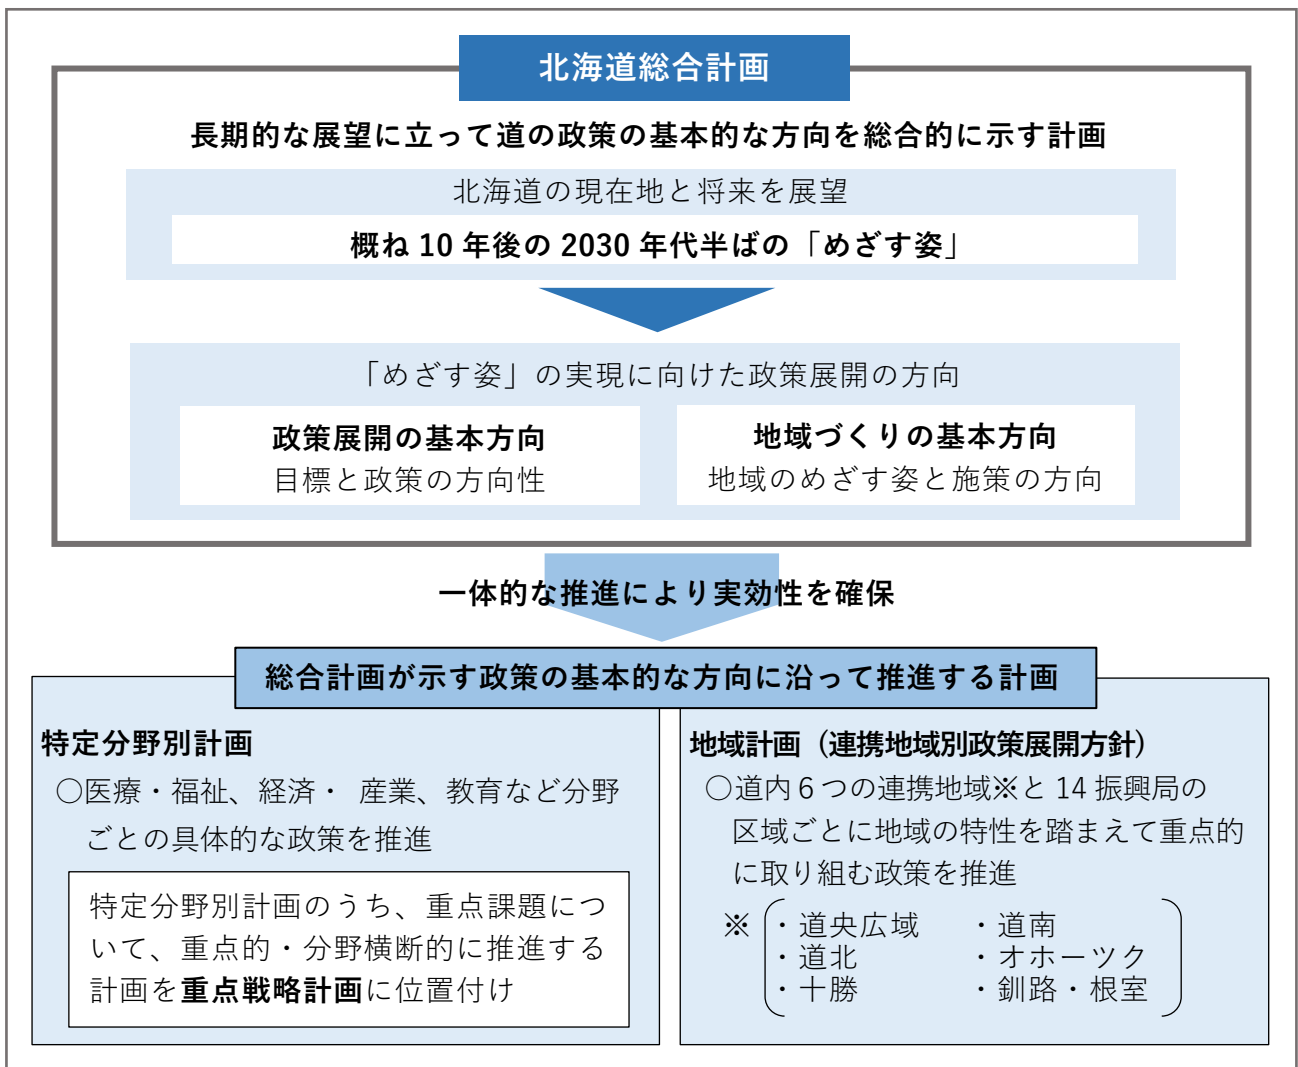 北海道総合計画
長期的な展望に立って道の政策の基本的な方向を総合的に示す計画
北海道の現在地と将来を展望
概ね 10 年後の 2030 年代半ばの「めざす姿」
「めざす姿」の実現に向けた政策展開の方向
政策展開の基本方向
目標と政策の方向性
地域づくりの基本方向
地域のめざす姿と施策の方向
一体的な推進により実効性を確保
総合計画が示す政策の基本的な方向に沿って推進する計画
特定分野別計画
○医療・福祉、経済・ 産業、教育など分野
ごとの具体的な政策を推進
特定分野別計画のうち、重点課題につ
いて、重点的・分野横断的に推進する
計画を重点戦略計画に位置付け
地域計画（連携地域別政策展開方針）
○道内 6 つの連携地域※と 14 振興局の
区域ごとに地域の特性を踏まえて重点的
に取り組む政策を推進
※ ・道央広域 ・道南
・道北 ・オホーツク
・十勝 ・釧路・根室